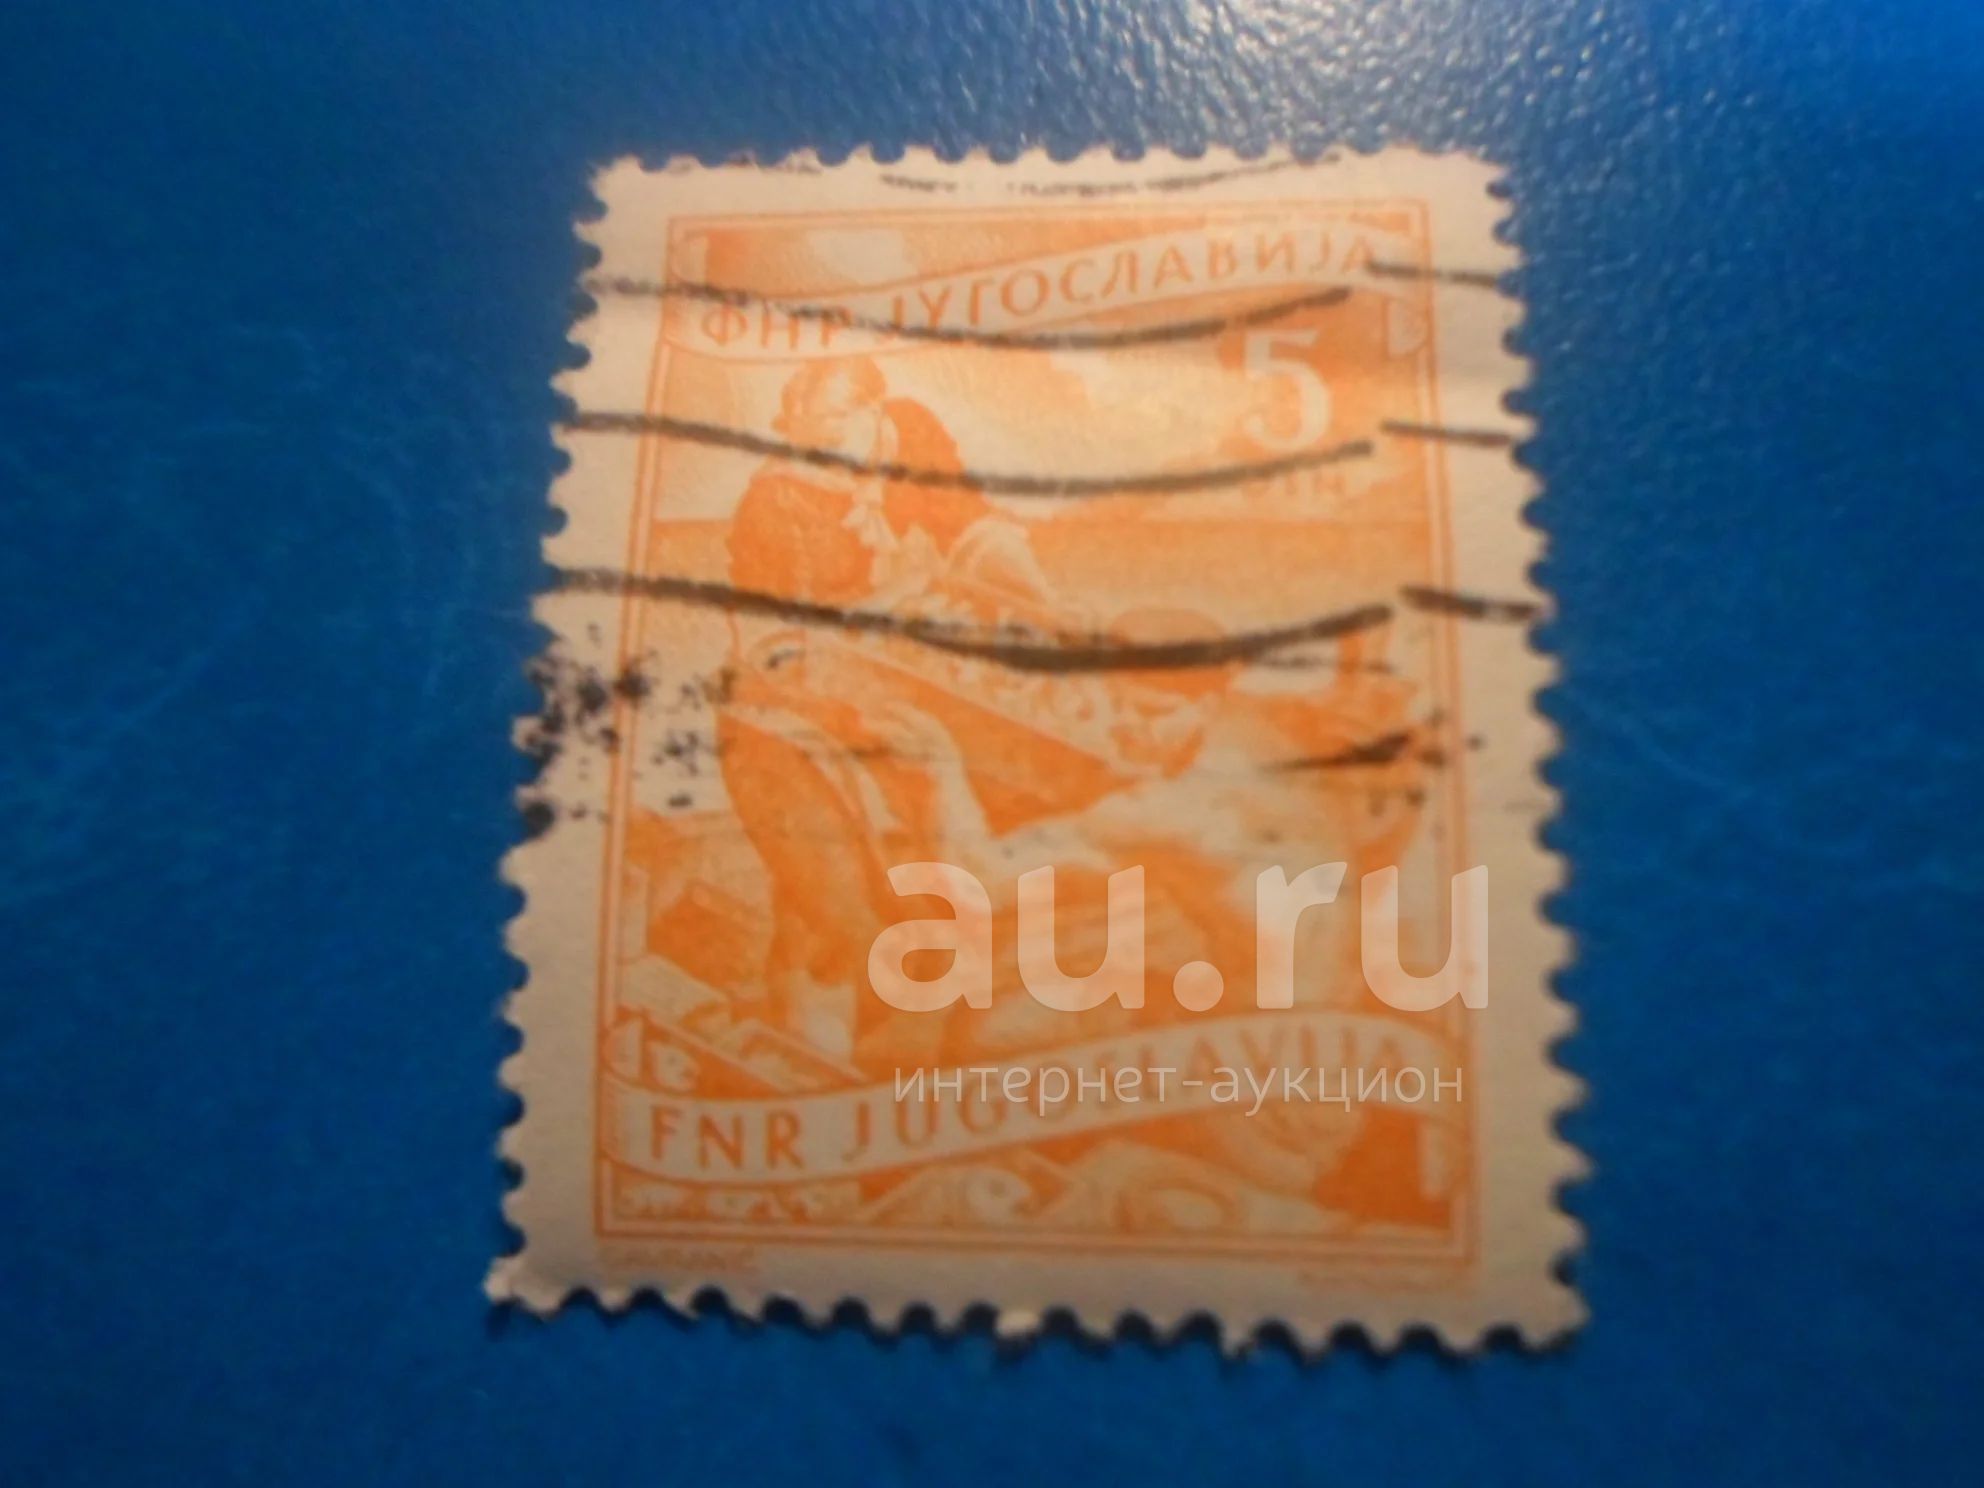 ФНР ЈУГОСЛАВИЈА
5
au.ru
интернет-аукцион
FNR JUGOSLAVIJA